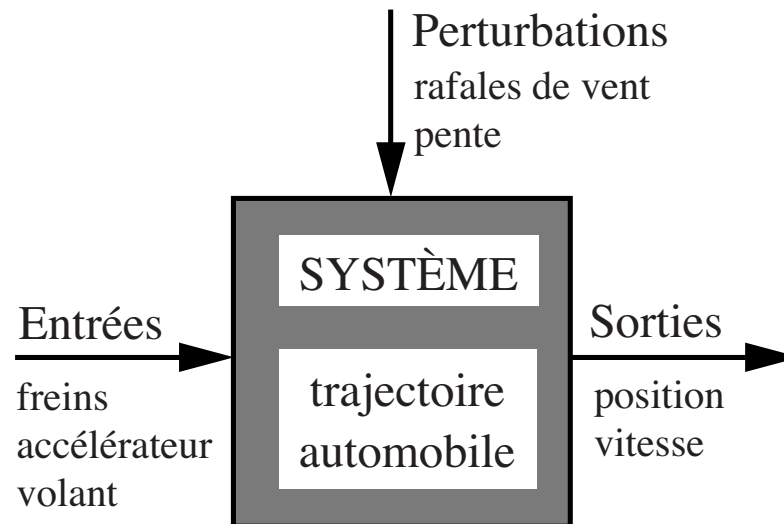 Perturbations
rafales de vent
pente
SYSTÈME
Entrées
Sorties
trajectoire
automobile
freins
accélérateur
volant
position
vitesse